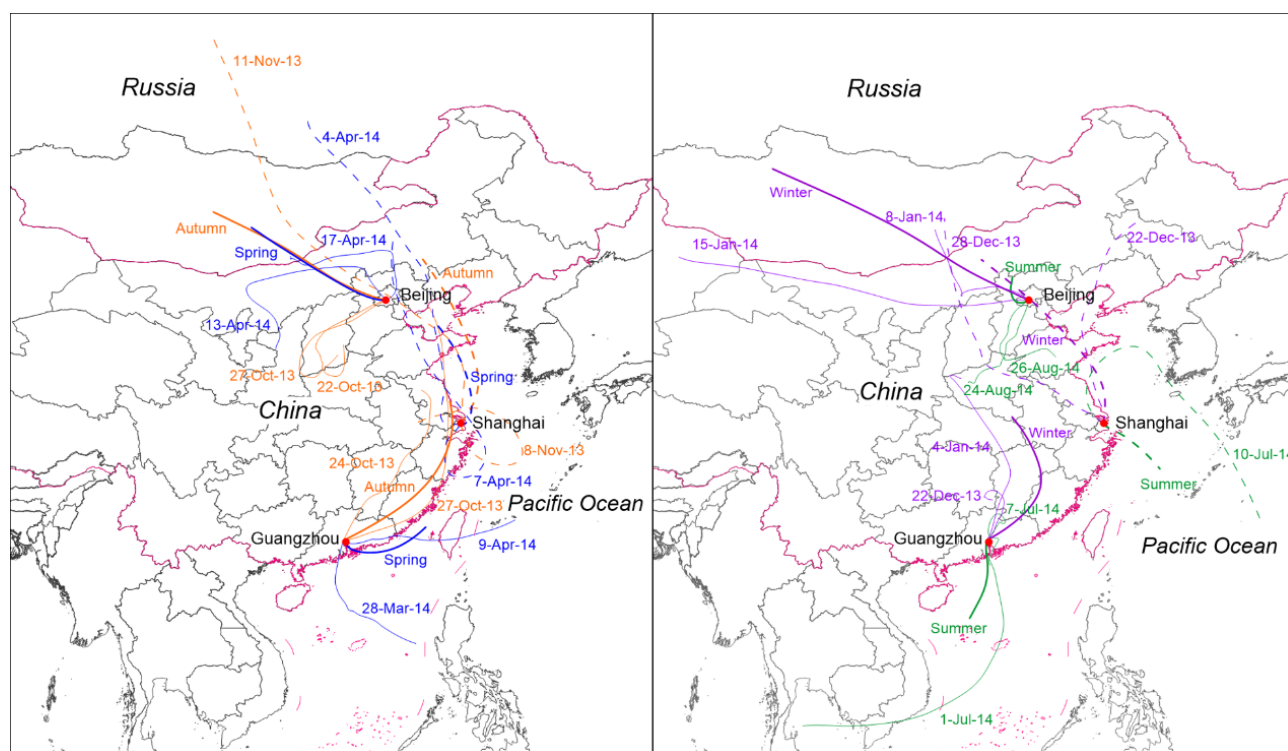 11-Nov-13
Russia
4-Apr-14
Autumn
17-Apr-14
Spring
Autumn
Beijing
13-Apr-14
27-Oct-13
22-Oct-16
Spring
China
Shanghai
24-Oct-13
8-Nov-13
7-Apr-14
Autumn
27-Oct-13
Pacific Ocean
Guangzhou
9-Apr-14
Spring
28-Mar-14
Russia
Winter
8-Jan-14
15-Jan-14
28-Dec-13
22-Dec-13
Summer
Beijing
Winter
26-Aug-14
24-Aug-14
China
Shanghai
Winter
4-Jan-14
10-Jul-14
Summer
22-Dec-13
7-Jul-14
Guangzhou
Pacific Ocean
Summer
1-Jul-14